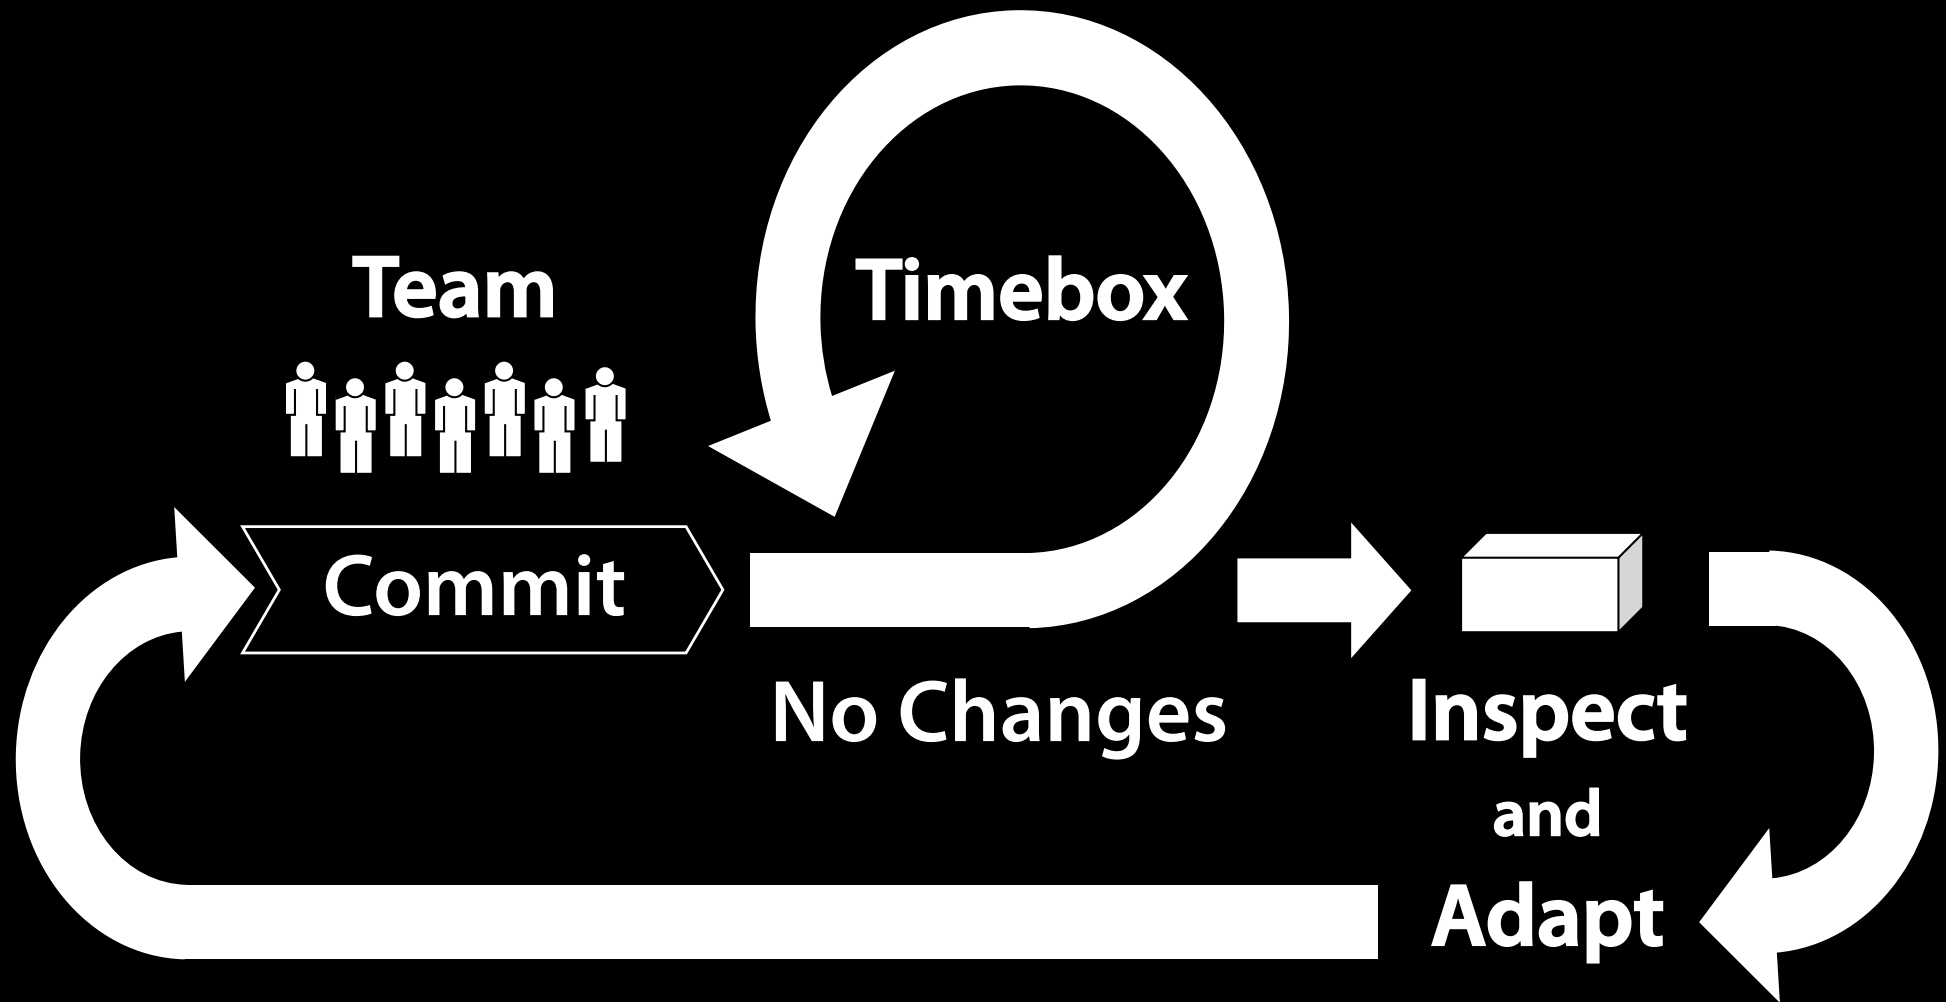 Team
Timebox
Commit
No Changes
Inspect
and
Adapt